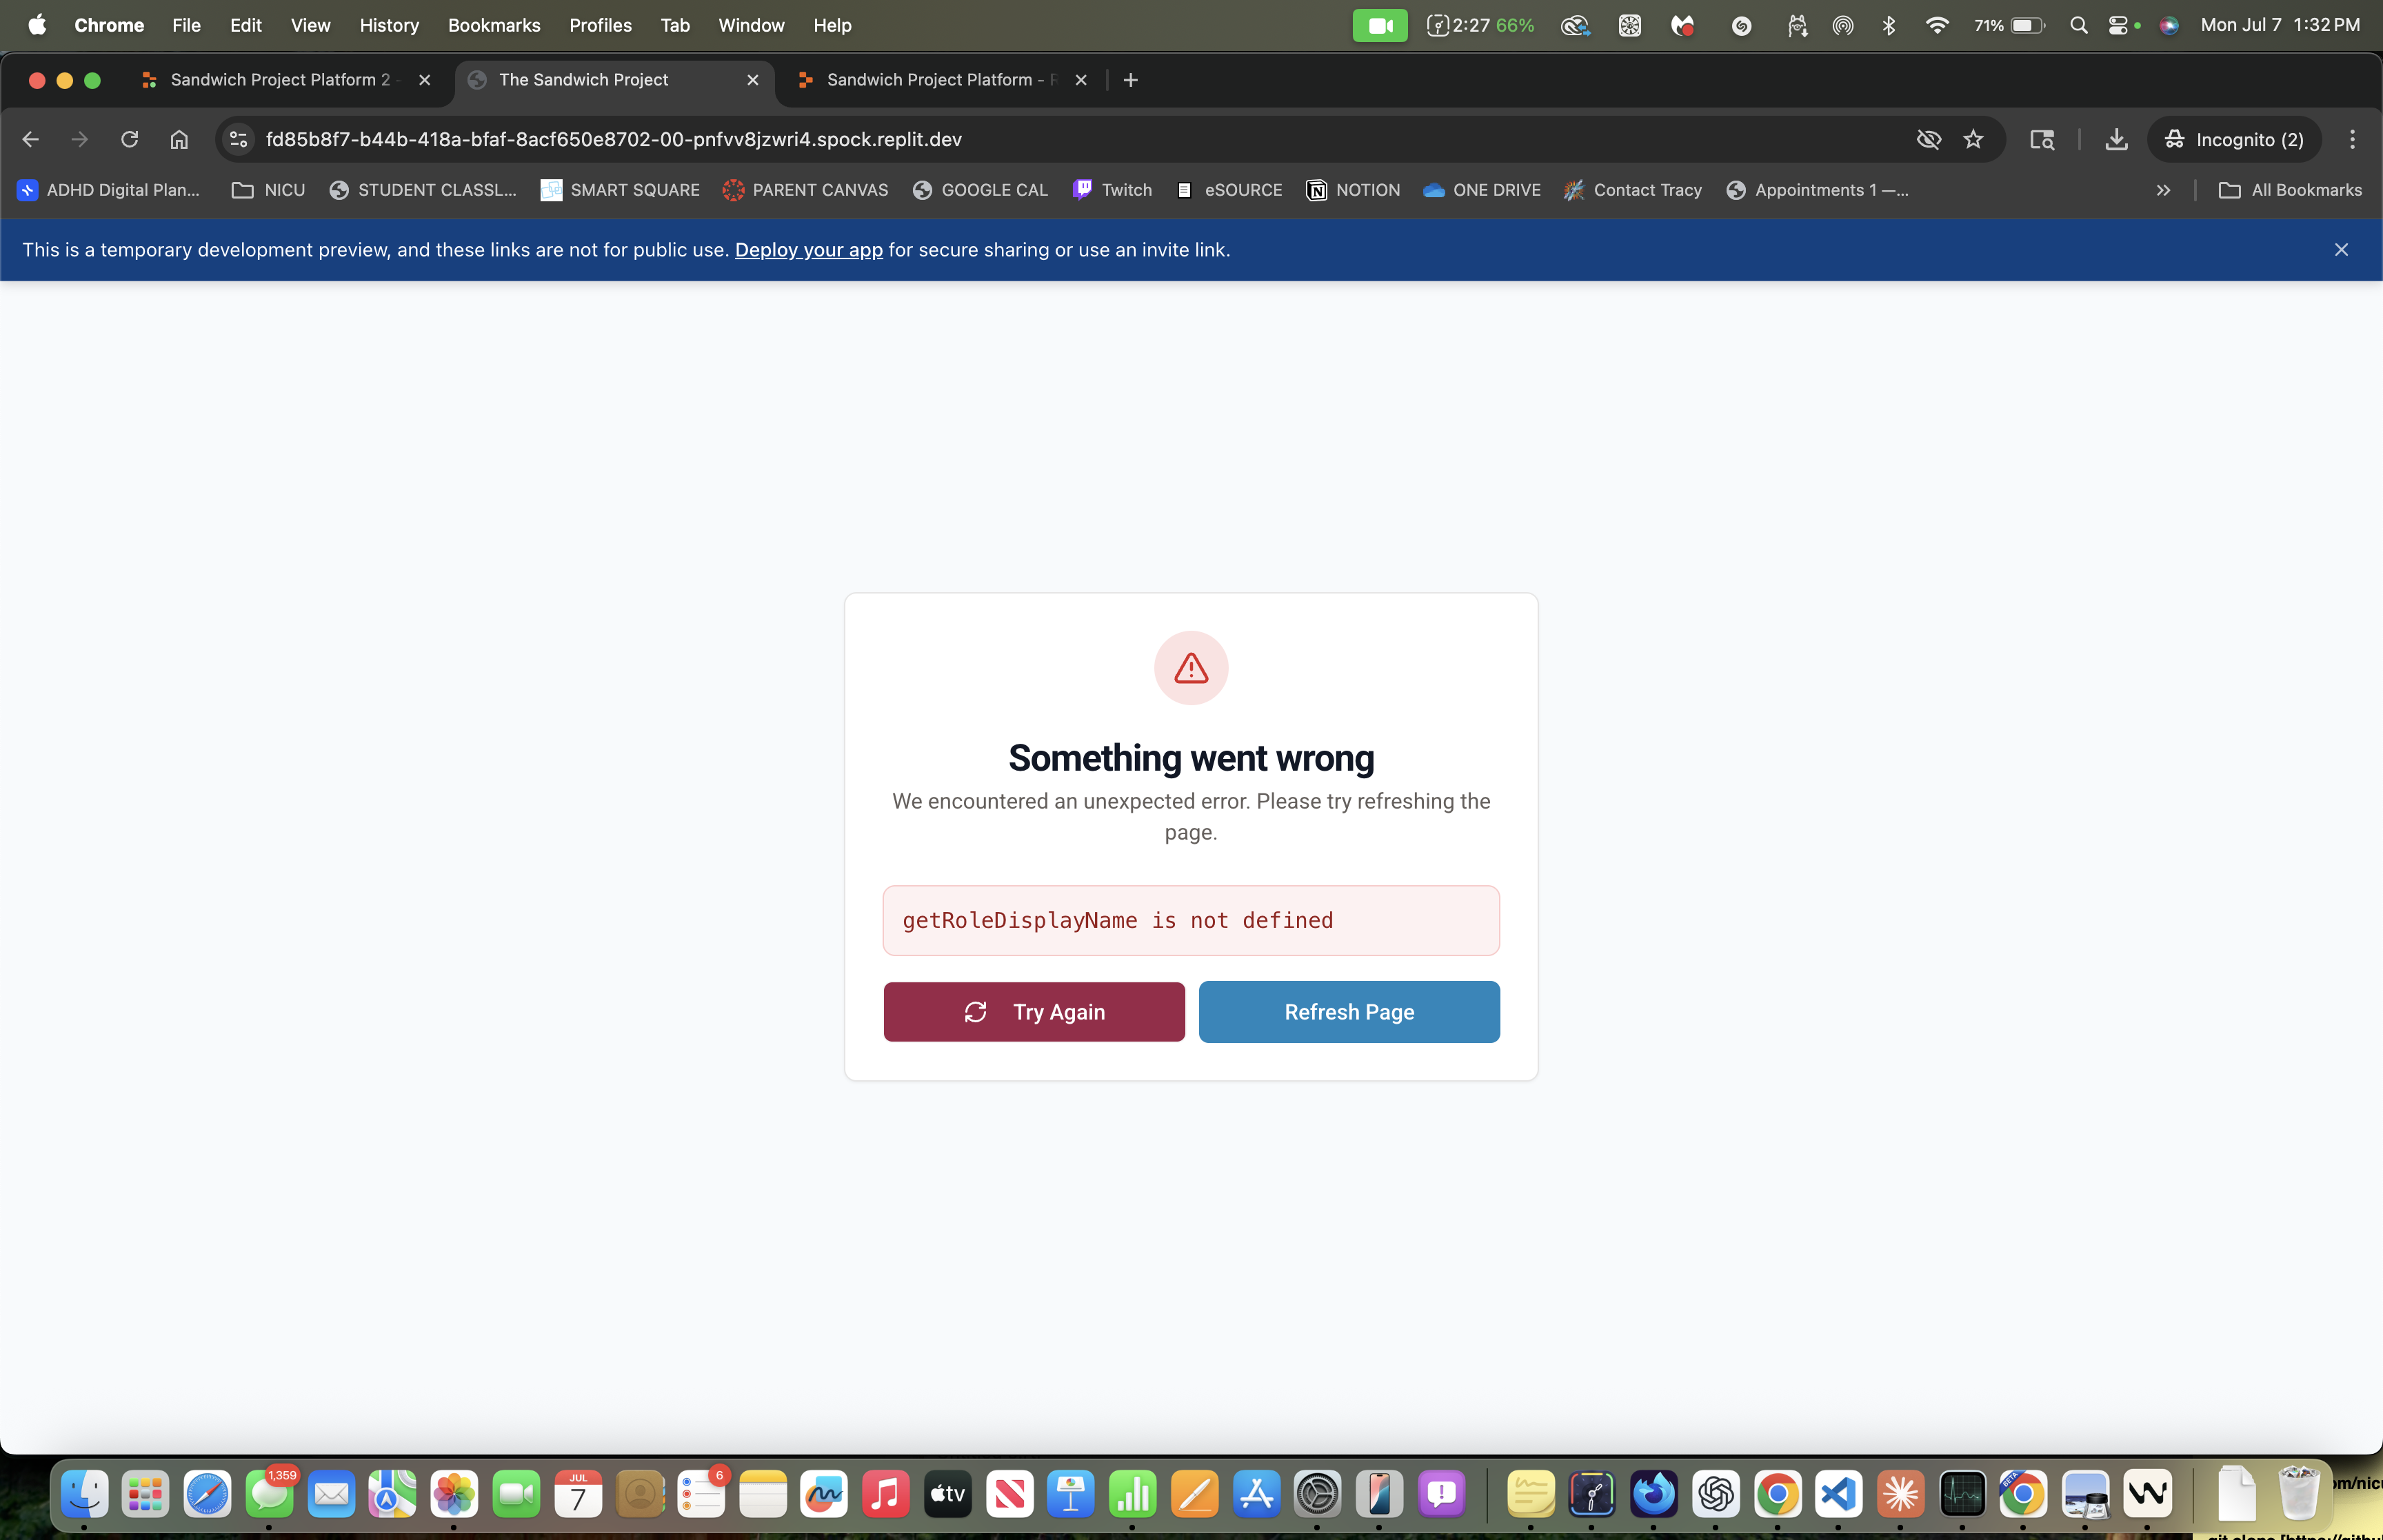 Chrome File Edit View History Bookmarks Profiles Tab Window Help 2:27 66% 71% Mon Jul 7 1:32 PM
Sandwich Project Platform 2 - The Sandwich Project Sandwich Project Platform - R
fd85b8f7-b44b-418a-bfaf-8acf650e8702-00-pnfvv8jzwri4.spock.replit.dev Incognito (2)
ADHD Digital Plan... NICU STUDENT CLASSL... SMART SQUARE PARENT CANVAS GOOGLE CAL Twitch eSOURCE NOTION ONE DRIVE Contact Tracy Appointments 1 —... All Bookmarks
This is a temporary development preview, and these links are not for public use. Deploy your app for secure sharing or use an invite link.
Something went wrong
We encountered an unexpected error. Please try refreshing the
page.
getRoleDisplayName is not defined
Try Again Refresh Page
1,359 JUL 7 6 tv BETA
om/nic
git clone [https://gith